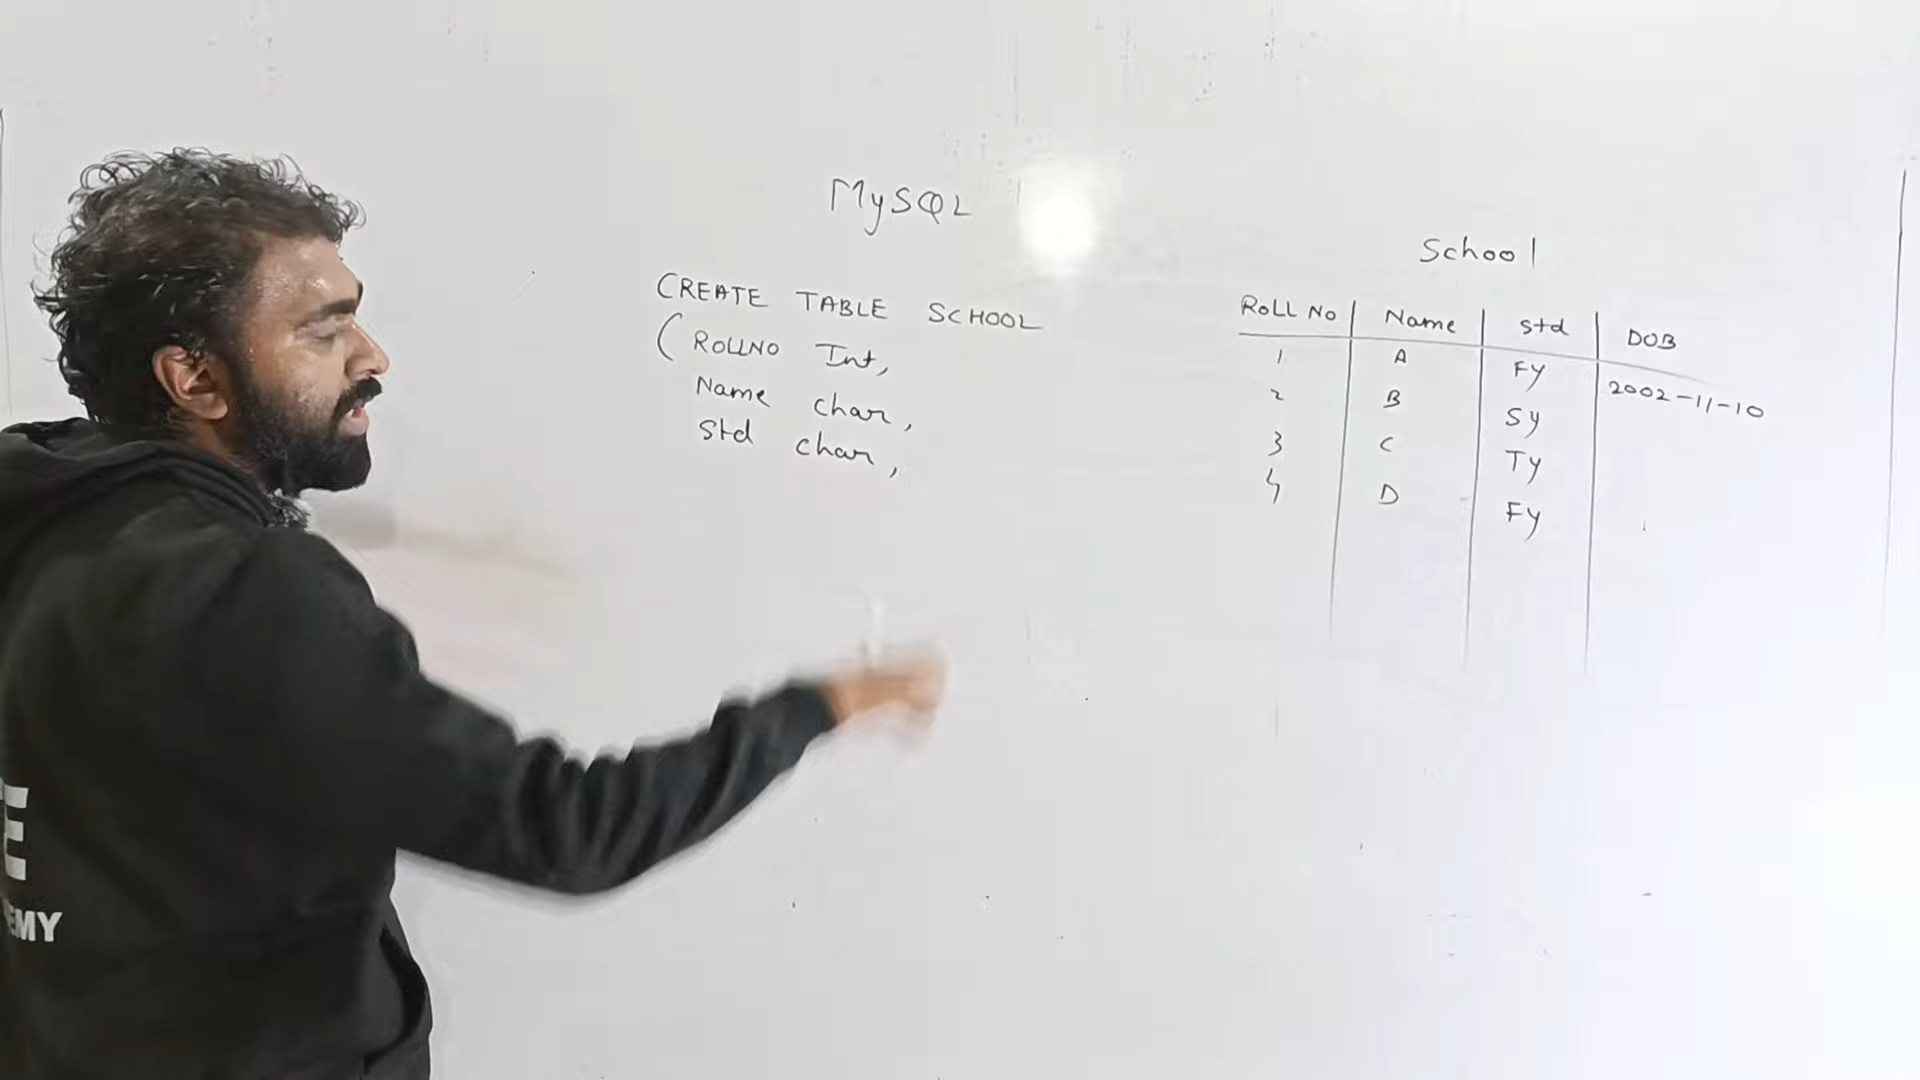 MySQL
CREATE TABLE SCHOOL
(ROLLNO Int,
Name char,
Std char,
School
ROLL NO Name Std DOB
1 A FY 2002-11-10
2 B SY
3 C TY
4 D FY
E
EMY